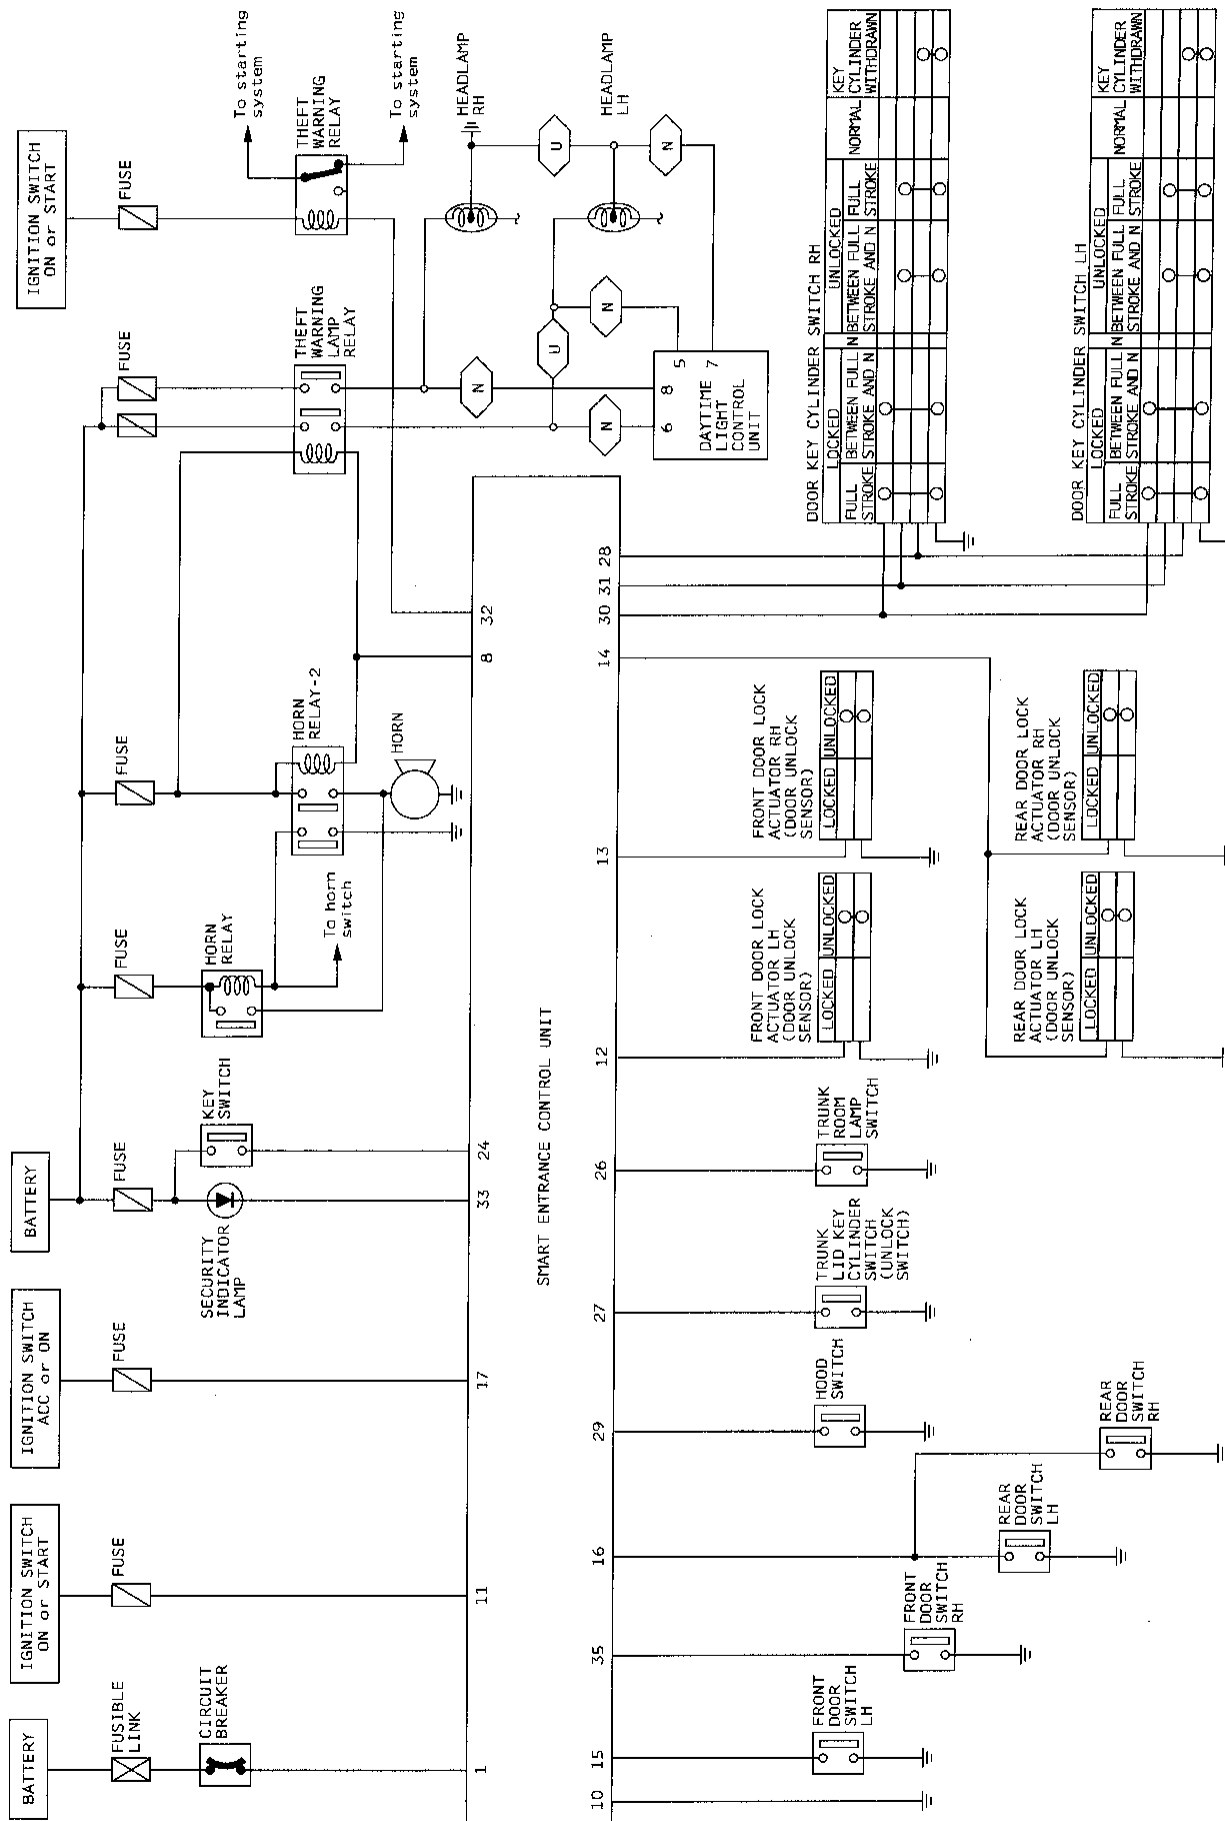 BATTERY
FUSIBLE
LINK
CIRCUIT
BREAKER
1
IGNITION SWITCH
ON or START
FUSE
11
IGNITION SWITCH
ACC or ON
FUSE
17
BATTERY
FUSE
SECURITY
INDICATOR
LAMP
33
KEY
SWITCH
24
FUSE
HORN
RELAY
To horn
switch
FUSE
HORN
RELAY-2
HORN
8
32
FUSE
THEFT
WARNING
LAMP
RELAY
IGNITION SWITCH
ON or START
FUSE
THEFT
WARNING
RELAY
To starting
system
To starting
system
HEADLAMP
RH
HEADLAMP
LH
U
N
N
U
N
N
6
8
5
7
DAYTIME
LIGHT
CONTROL
UNIT
SMART ENTRANCE CONTROL UNIT
10
15
35
16
29
27
26
12
13
14
30
31
28
FRONT
DOOR
SWITCH
LH
FRONT
DOOR
SWITCH
RH
REAR
DOOR
SWITCH
LH
REAR
DOOR
SWITCH
RH
HOOD
SWITCH
TRUNK
LID KEY
CYLINDER
SWITCH
(UNLOCK
SWITCH)
TRUNK
ROOM
LAMP
SWITCH
FRONT DOOR LOCK
ACTUATOR LH
(DOOR UNLOCK
SENSOR)
LOCKED UNLOCKED
FRONT DOOR LOCK
ACTUATOR RH
(DOOR UNLOCK
SENSOR)
LOCKED UNLOCKED
REAR DOOR LOCK
ACTUATOR LH
(DOOR UNLOCK
SENSOR)
LOCKED UNLOCKED
REAR DOOR LOCK
ACTUATOR RH
(DOOR UNLOCK
SENSOR)
LOCKED UNLOCKED
DOOR KEY CYLINDER SWITCH RH
LOCKED UNLOCKED KEY
FULL BETWEEN FULL N BETWEEN FULL FULL NORMAL CYLINDER
STROKE STROKE AND N STROKE AND N STROKE WITHDRAWN
DOOR KEY CYLINDER SWITCH LH
LOCKED UNLOCKED KEY
FULL BETWEEN FULL N BETWEEN FULL FULL NORMAL CYLINDER
STROKE STROKE AND N STROKE AND N STROKE WITHDRAWN